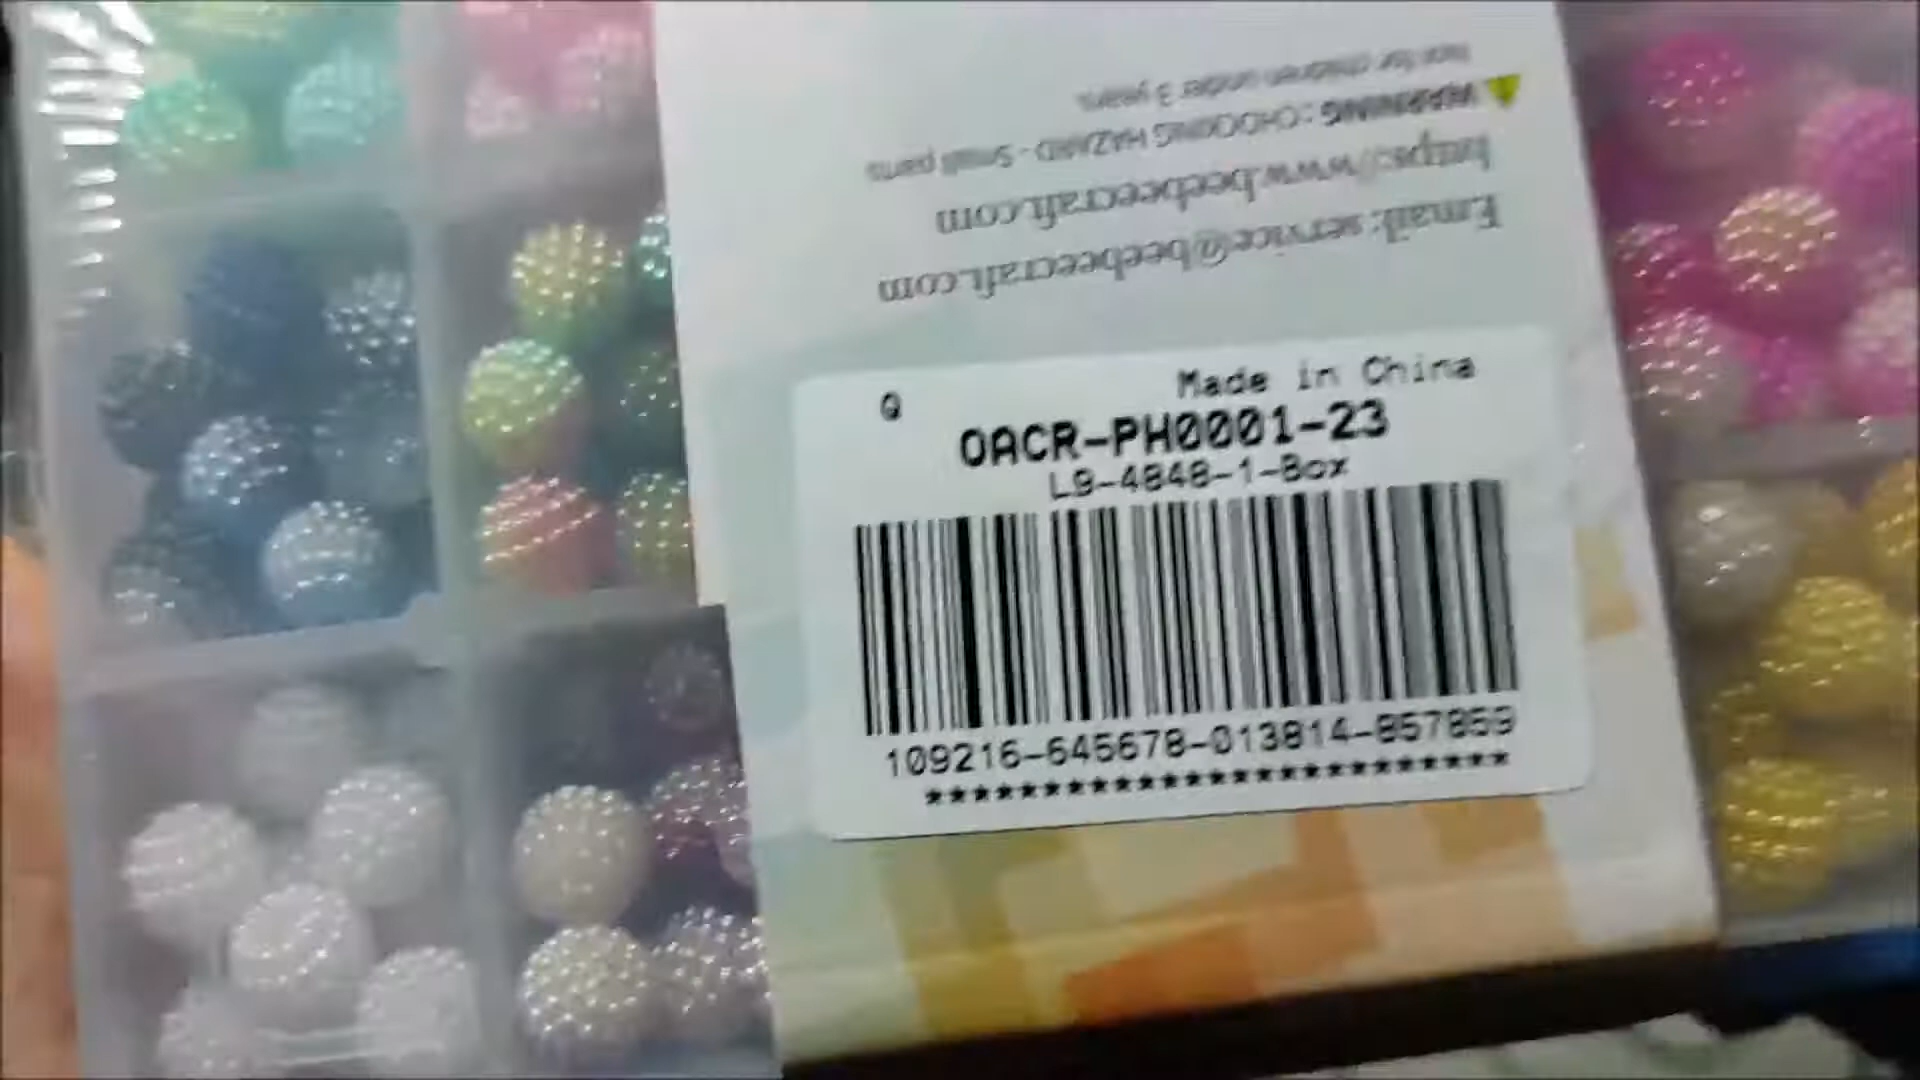 Email: service@beebeecraft.com
https://www.beebeecraft.com
WARNING: CHOKING HAZARD - Small parts
Not for children under 3 years
Q
Made in China
OACR-PH0001-23
L9-4848-1-Box
109216-645678-013814-857859
*************************